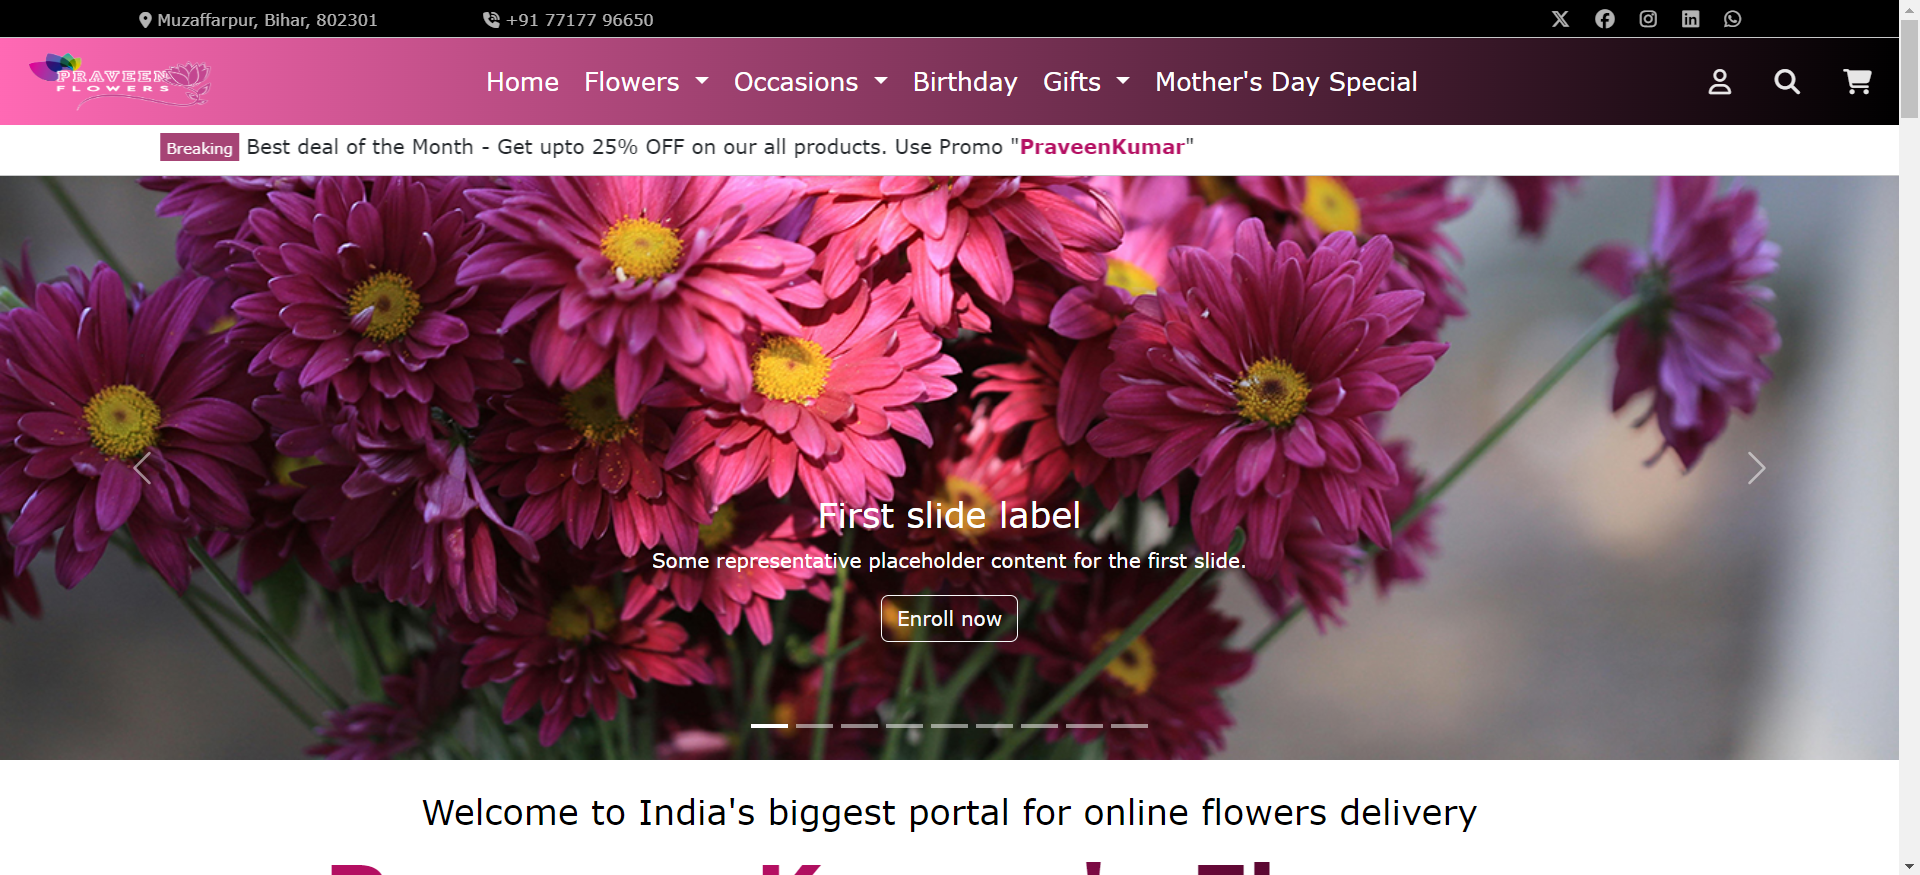 Muzaffarpur, Bihar, 802301
+91 77177 96650
PRAVEEN
FLOWERS
Home Flowers Occasions Birthday Gifts Mother's Day Special
Breaking Best deal of the Month - Get upto 25% OFF on our all products. Use Promo "PraveenKumar"
First slide label
Some representative placeholder content for the first slide.
Enroll now
Welcome to India's biggest portal for online flowers delivery